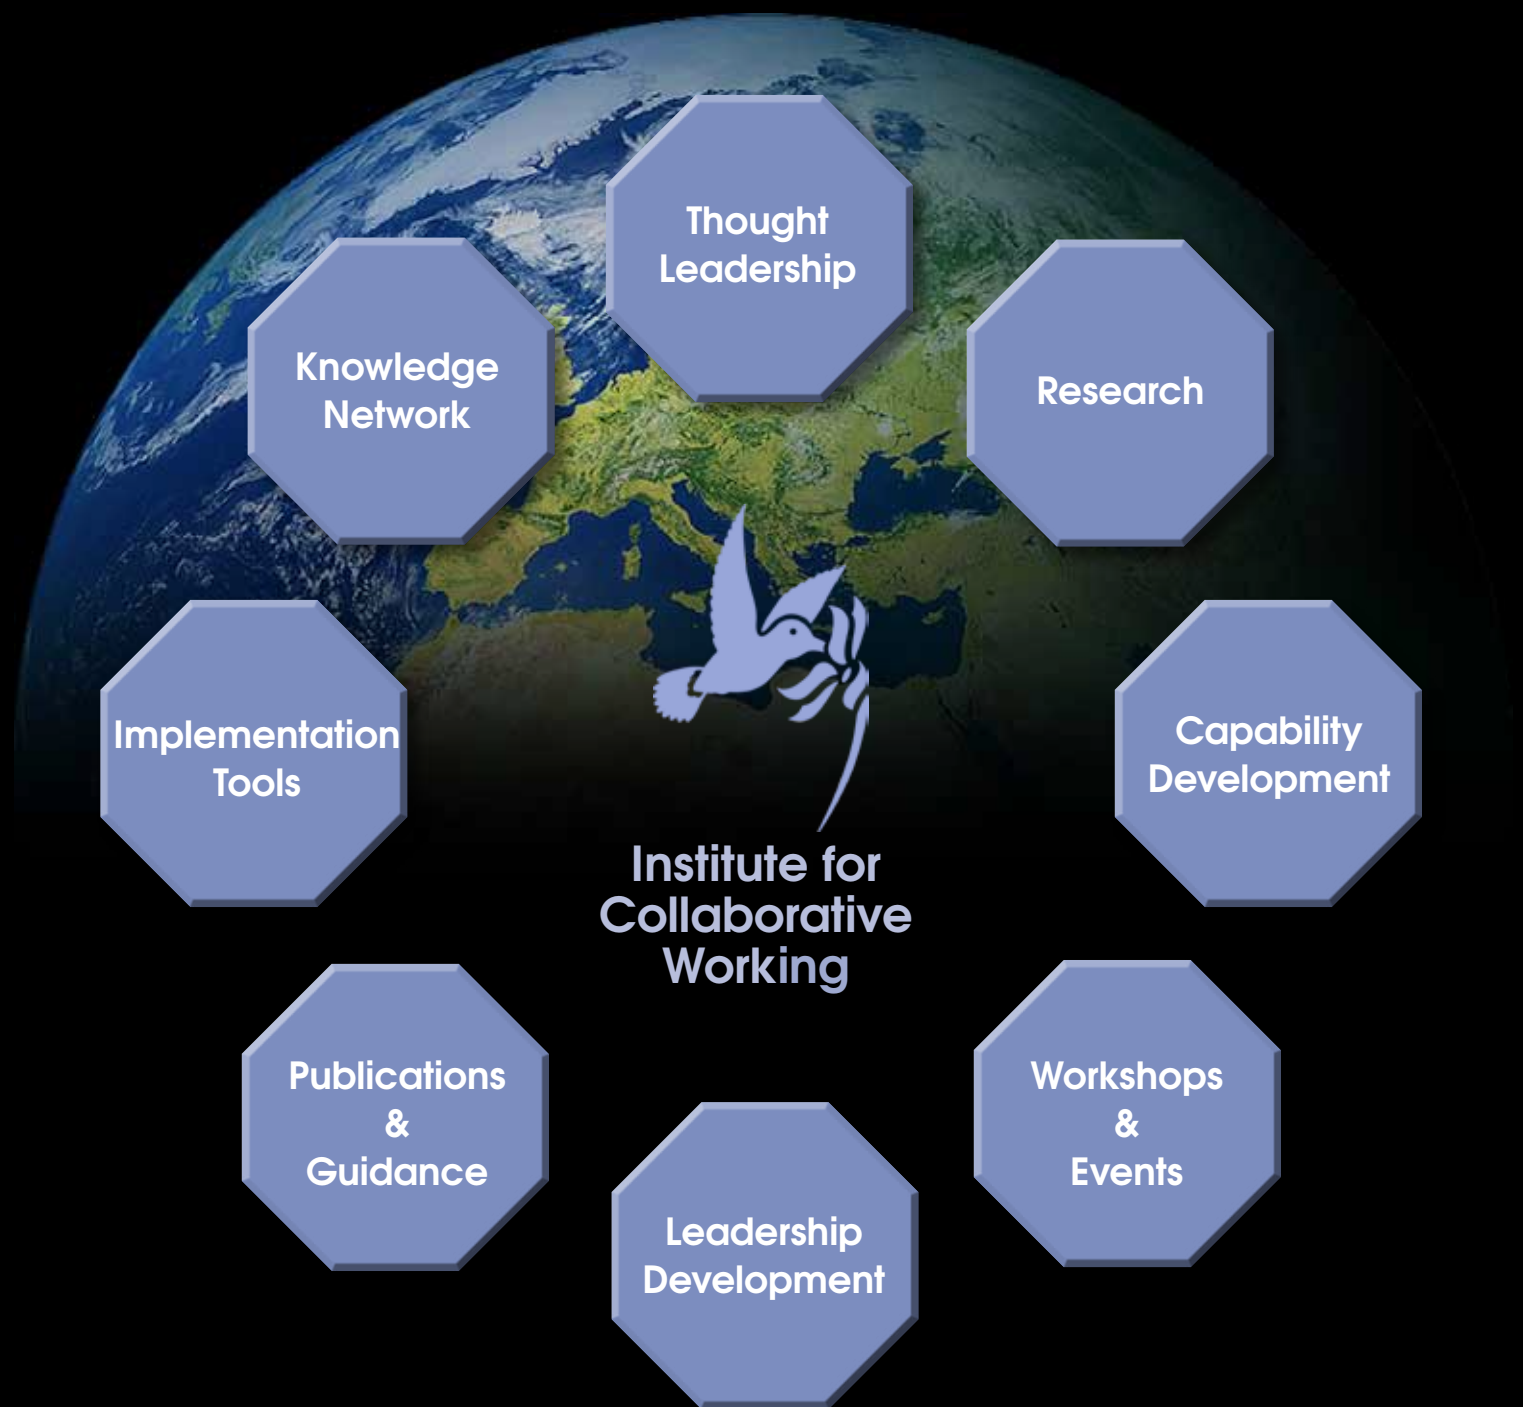 Thought
Leadership
Knowledge
Network
Research
Implementation
Tools
Capability
Development
Institute for
Collaborative
Working
Publications
&
Guidance
Workshops
&
Events
Leadership
Development